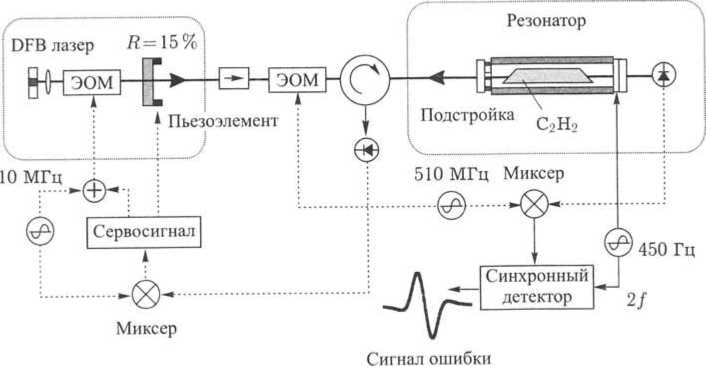 Резонатор
DFB лазер
R=15 %
ЭОМ
ЭОМ
Пьезоэлемент
Подстройка
C₂H₂
10 МГц
510 МГц
Миксер
Сервосигнал
450 Гц
Синхронный
детектор
2f
Миксер
Сигнал ошибки